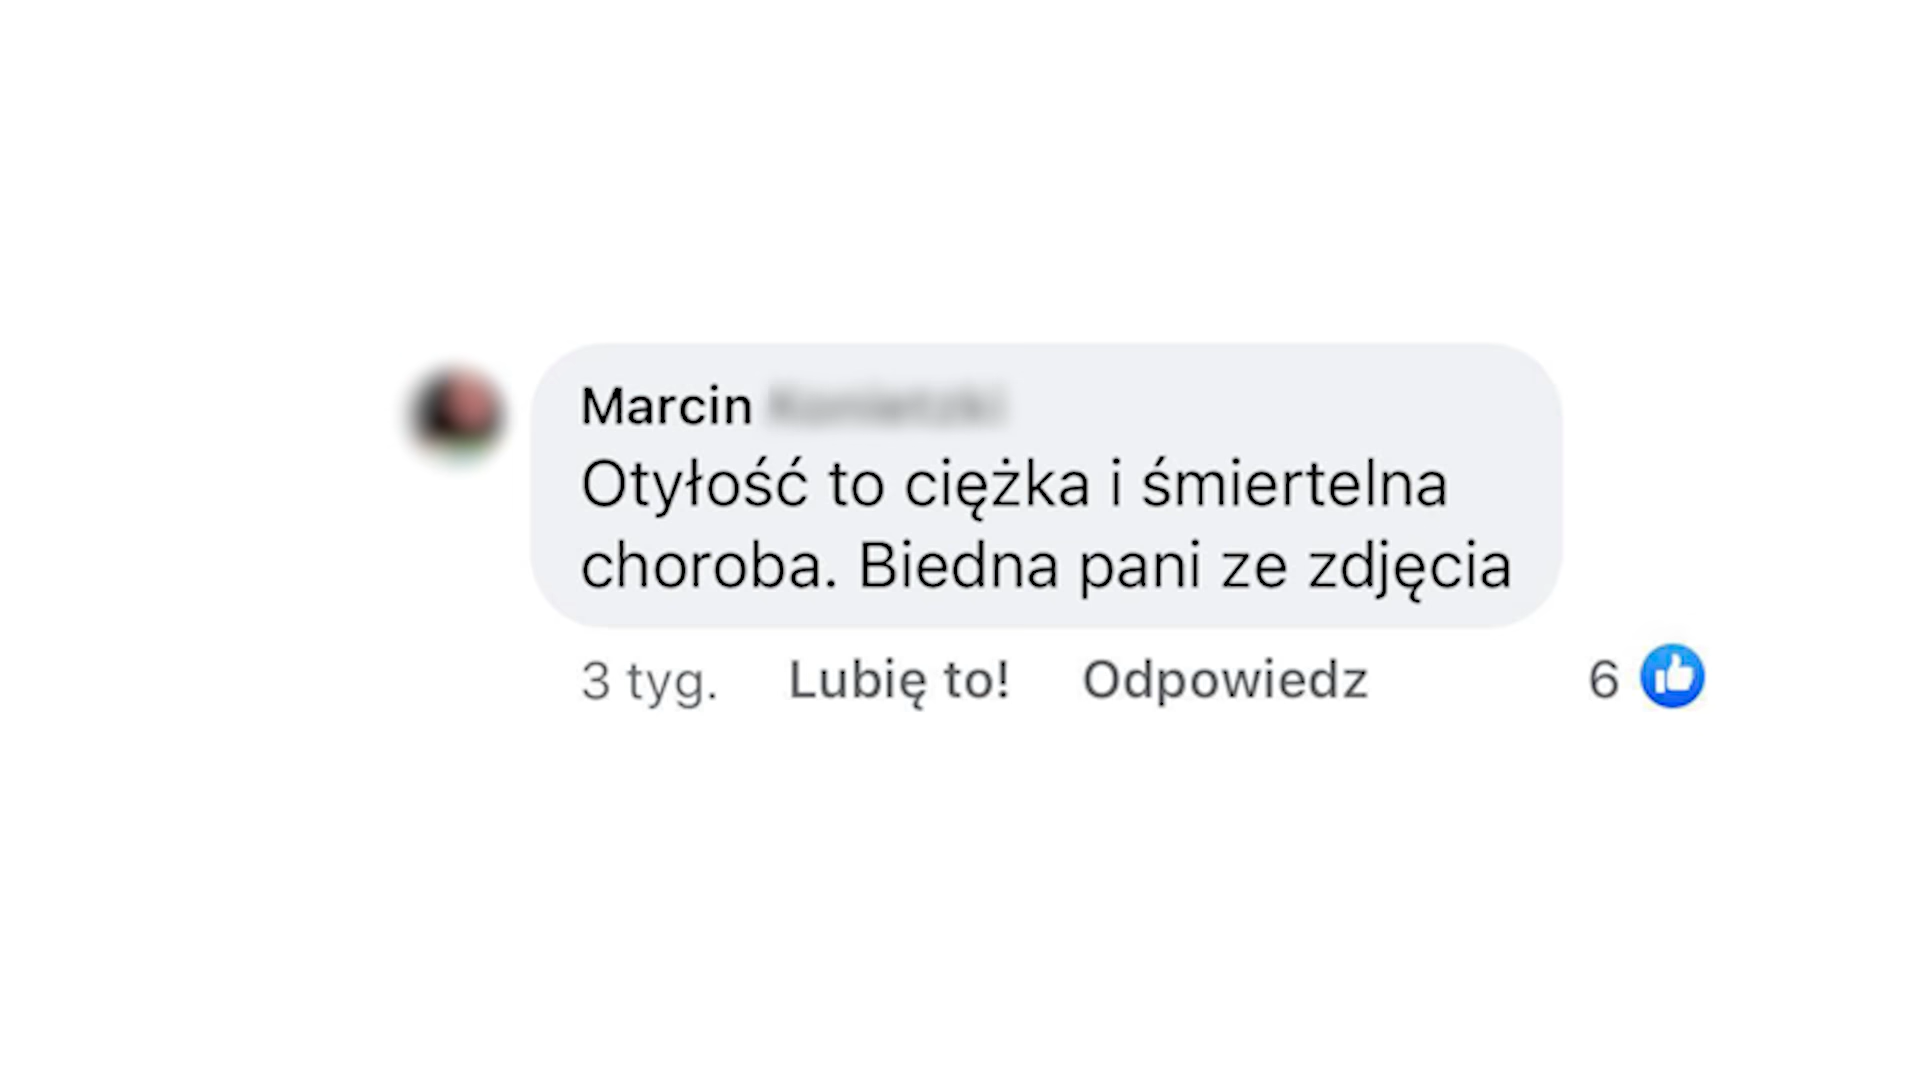 Marcin
Otyłość to ciężka i śmiertelna
choroba. Biedna pani ze zdjęcia
3 tyg. Lubię to! Odpowiedz 6